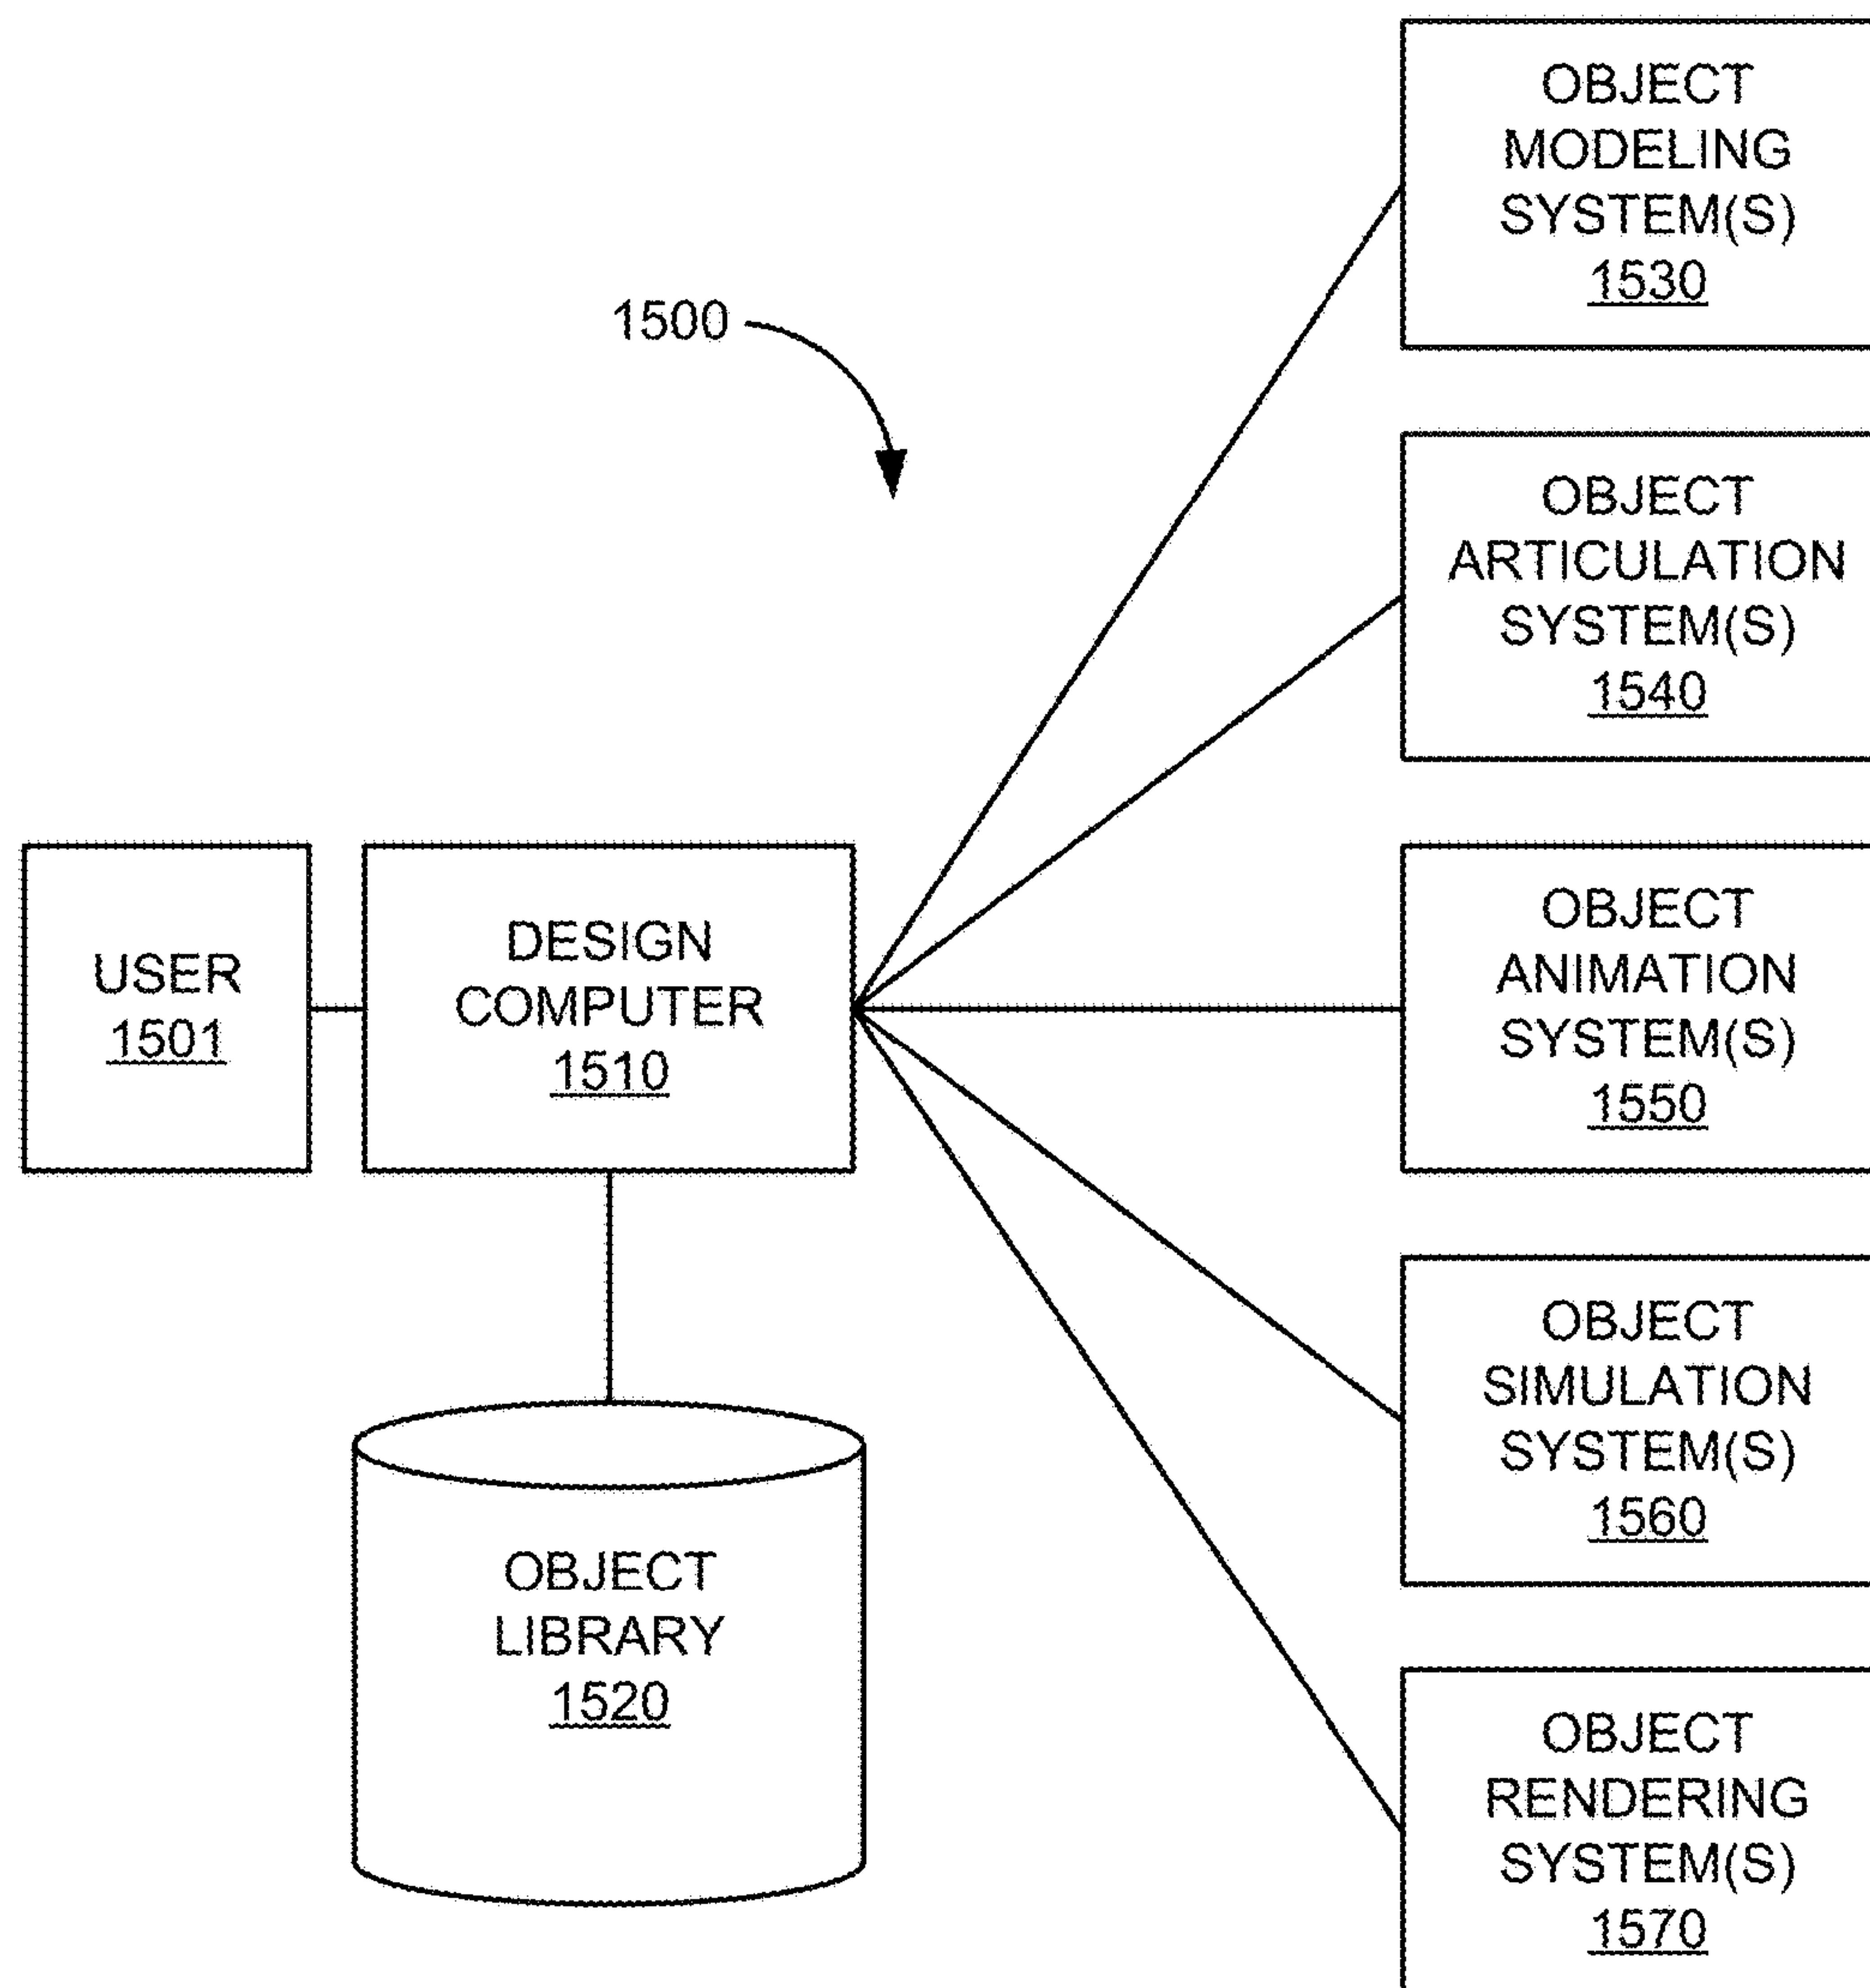 1500
USER
1501
DESIGN
COMPUTER
1510
OBJECT
LIBRARY
1520
OBJECT
MODELING
SYSTEM(S)
1530
OBJECT
ARTICULATION
SYSTEM(S)
1540
OBJECT
ANIMATION
SYSTEM(S)
1550
OBJECT
SIMULATION
SYSTEM(S)
1560
OBJECT
RENDERING
SYSTEM(S)
1570